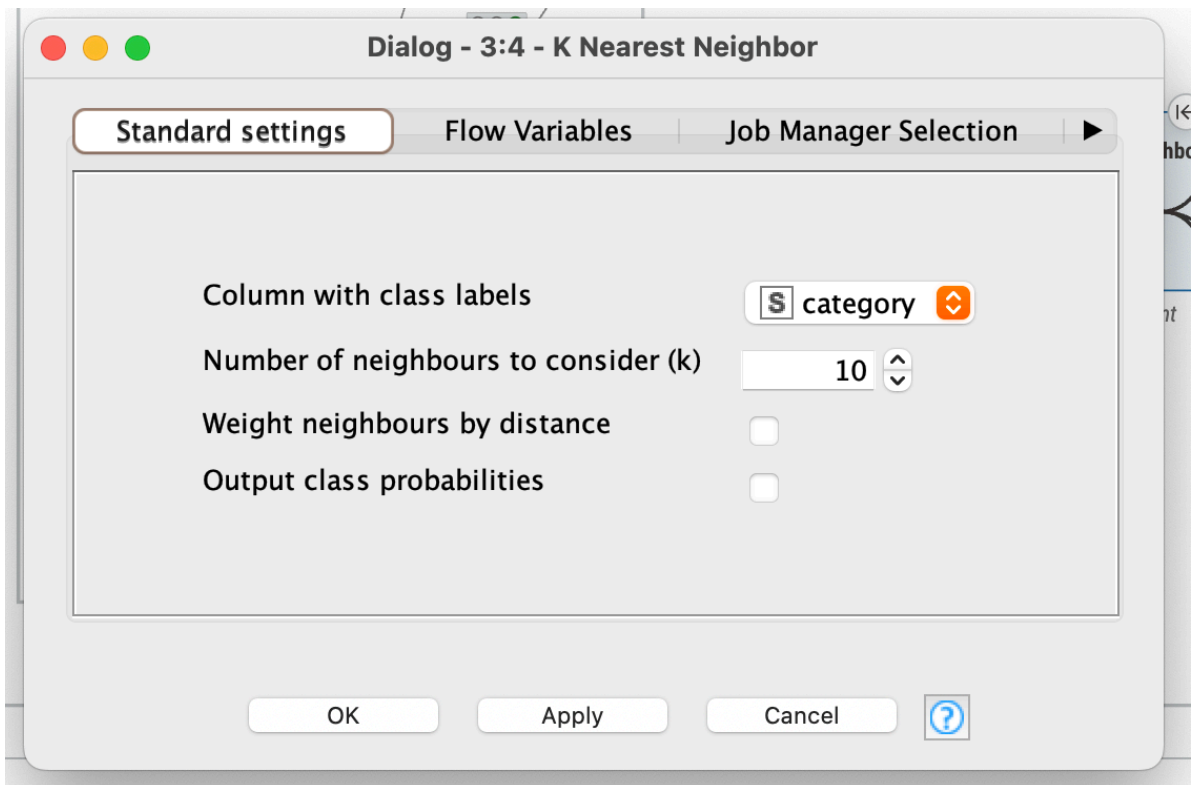 Dialog - 3:4 - K Nearest Neighbor
Standard settings Flow Variables Job Manager Selection
Column with class labels S category
Number of neighbours to consider (k) 10
Weight neighbours by distance
Output class probabilities
OK Apply Cancel ?